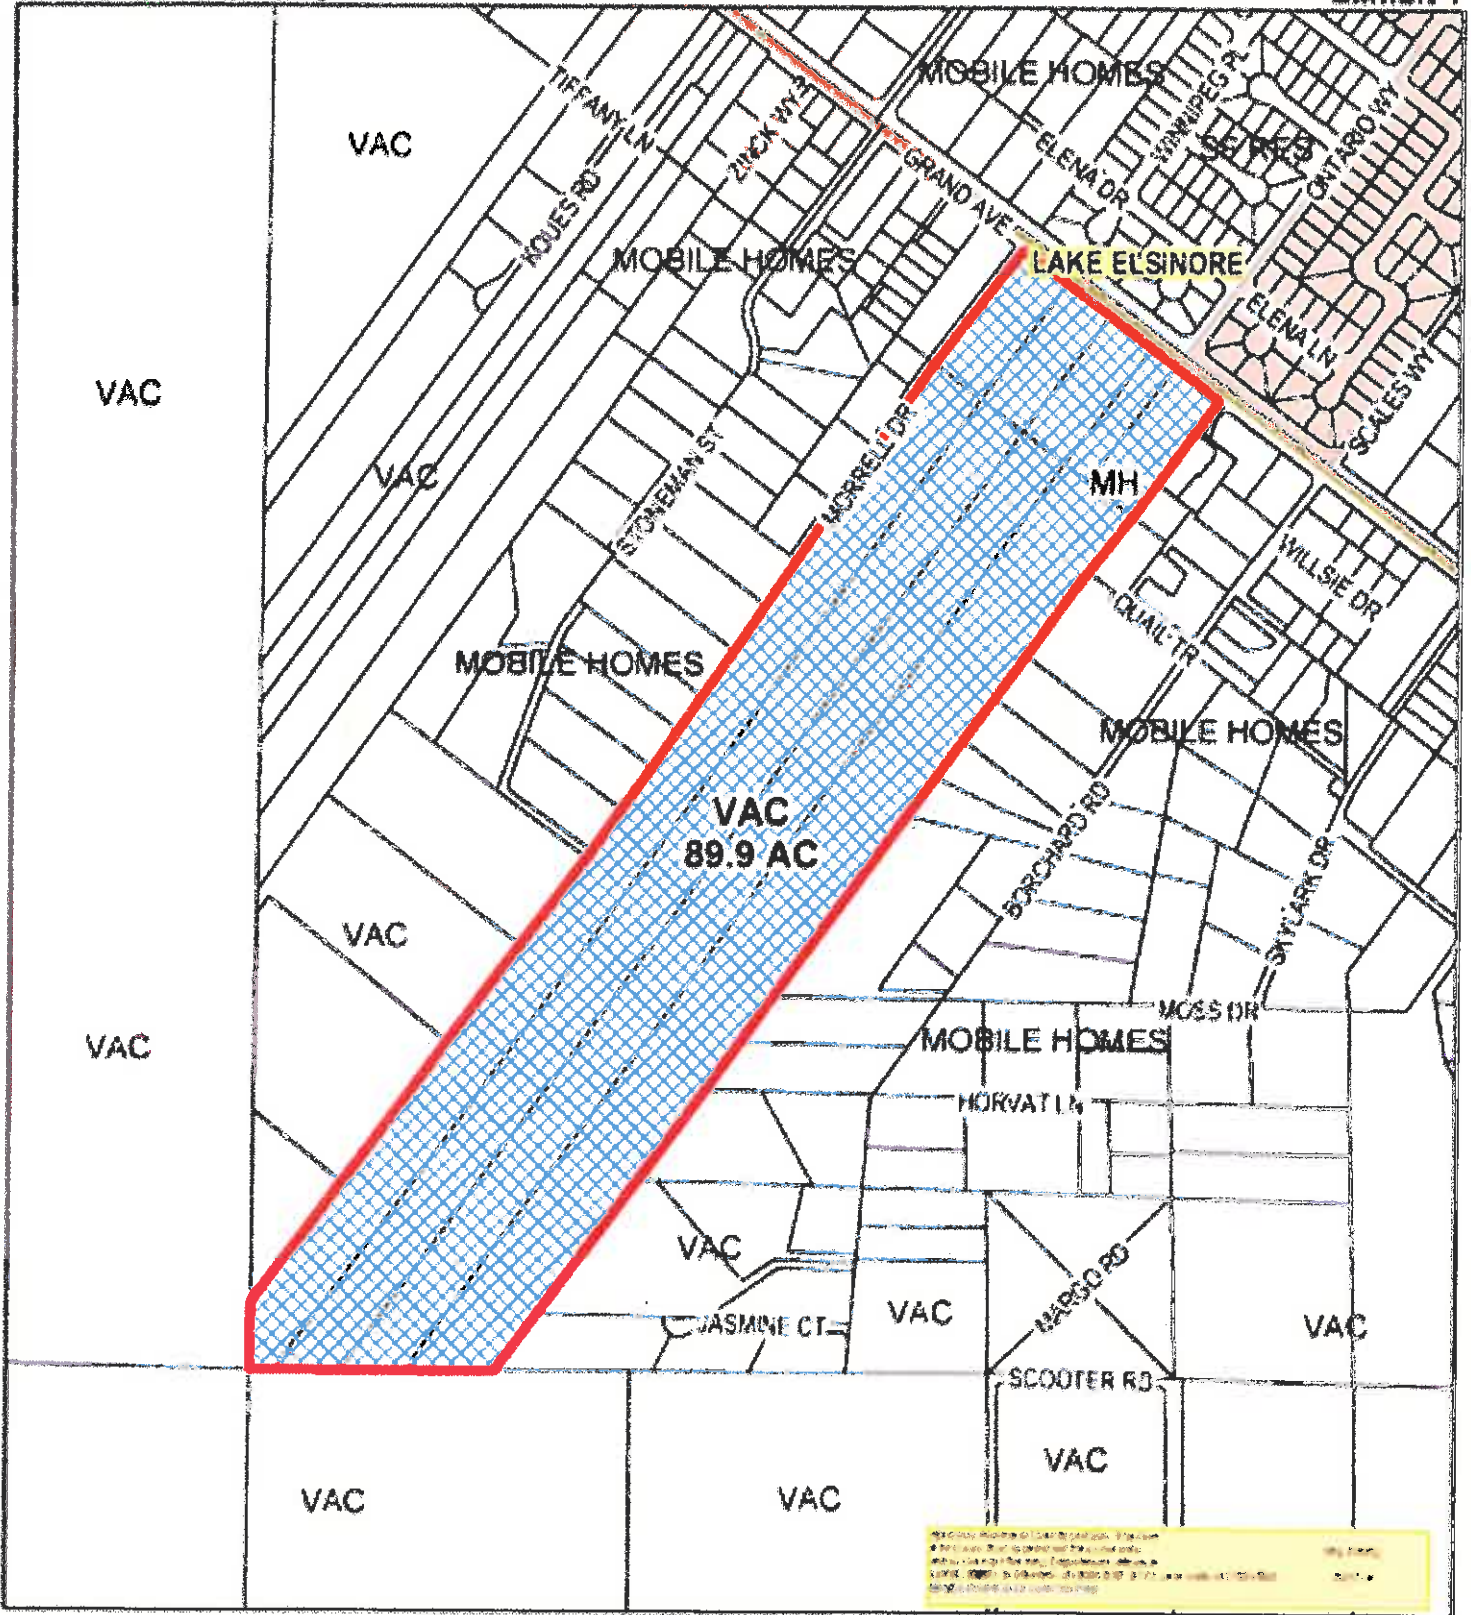 MOBILE HOMES
WINNIPEG PL
TIFFANY LN
ZINCK WY
VAC
ONTARIO WY
SF RES
ELENA DR
GRAND AVE
KOUES RD
MOBILE HOMES
LAKE ELSINORE
ELENA LN
VAC
SCALES WY
MORRELL DR
VAC
STONEMAN ST
MH
WILLSIE DR
QUAIL TR
MOBILE HOMES
MOBILE HOMES
VAC
89.9 AC
BORCHARD RD
SKYLARK DR
VAC
MOSS DR
VAC
MOBILE HOMES
HORVAT LN
VAC
MARGO RD
VAC
JASMINE CT
VAC
SCOOTER RD
VAC
VAC
VAC